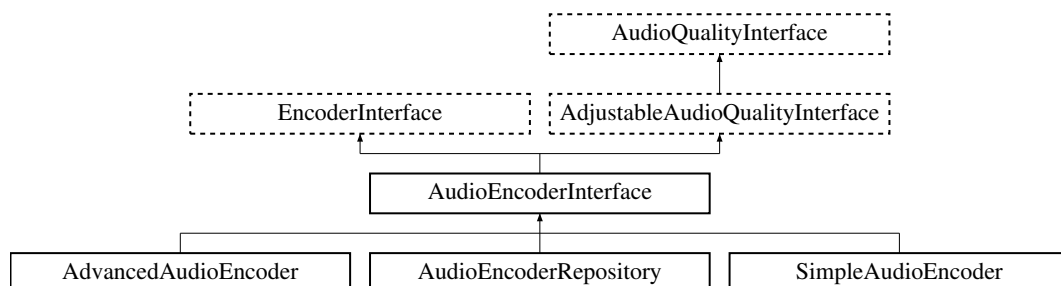 AudioQualityInterface
EncoderInterface
AdjustableAudioQualityInterface
AudioEncoderInterface
AdvancedAudioEncoder
AudioEncoderRepository
SimpleAudioEncoder